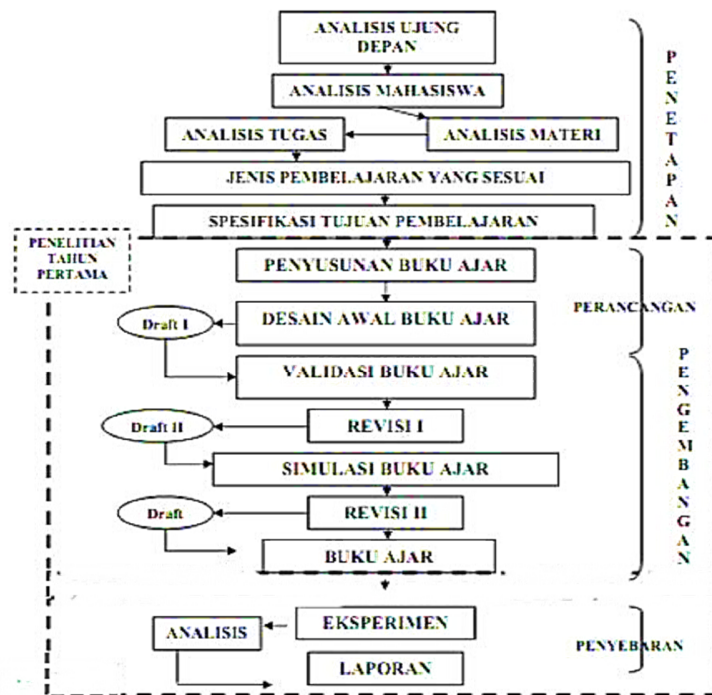 ANALISIS UJUNG
DEPAN
ANALISIS MAHASISWA
ANALISIS TUGAS
ANALISIS MATERI
JENIS PEMBELAJARAN YANG SESUAI
SPESIFIKASI TUJUAN PEMBELAJARAN
PENETAPAN
PENELITIAN
TAHUN
PERTAMA
PENYUSUNAN BUKU AJAR
Draft I
DESAIN AWAL BUKU AJAR
PERANCANGAN
VALIDASI BUKU AJAR
Draft II
REVISI I
SIMULASI BUKU AJAR
Draft
REVISI II
BUKU AJAR
PENGEMBANGAN
EKSPERIMEN
ANALISIS
LAPORAN
PENYEBARAN